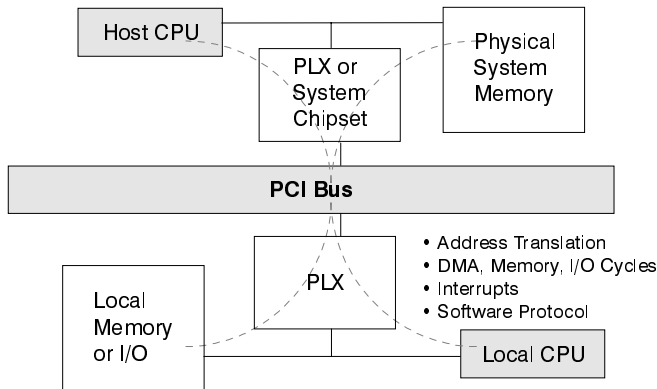 Host CPU
PLX or
System
Chipset
Physical
System
Memory
PCI Bus
PLX
• Address Translation
• DMA, Memory, I/O Cycles
• Interrupts
• Software Protocol
Local
Memory
or I/O
Local CPU